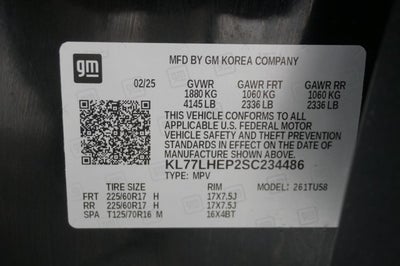 gm
MFD BY GM KOREA COMPANY
02/25 GVWR GAWR FRT GAWR RR
1880 KG 1060 KG 1060 KG
4145 LB 2336 LB 2336 LB
THIS VEHICLE CONFORMS TO ALL
APPLICABLE U.S. FEDERAL MOTOR
VEHICLE SAFETY AND THEFT
PREVENTION STANDARDS IN EFFECT ON
THE DATE OF MANUFACTURE SHOWN ABOVE.
KL77LHEP2SC234486
TYPE: MPV
TIRE SIZE RIM MODEL: 261TUS8
FRT 225/60R17 H 17X7.5J
RR 225/60R17 H 17X7.5J
SPA T125/70R16 M 16X4BT